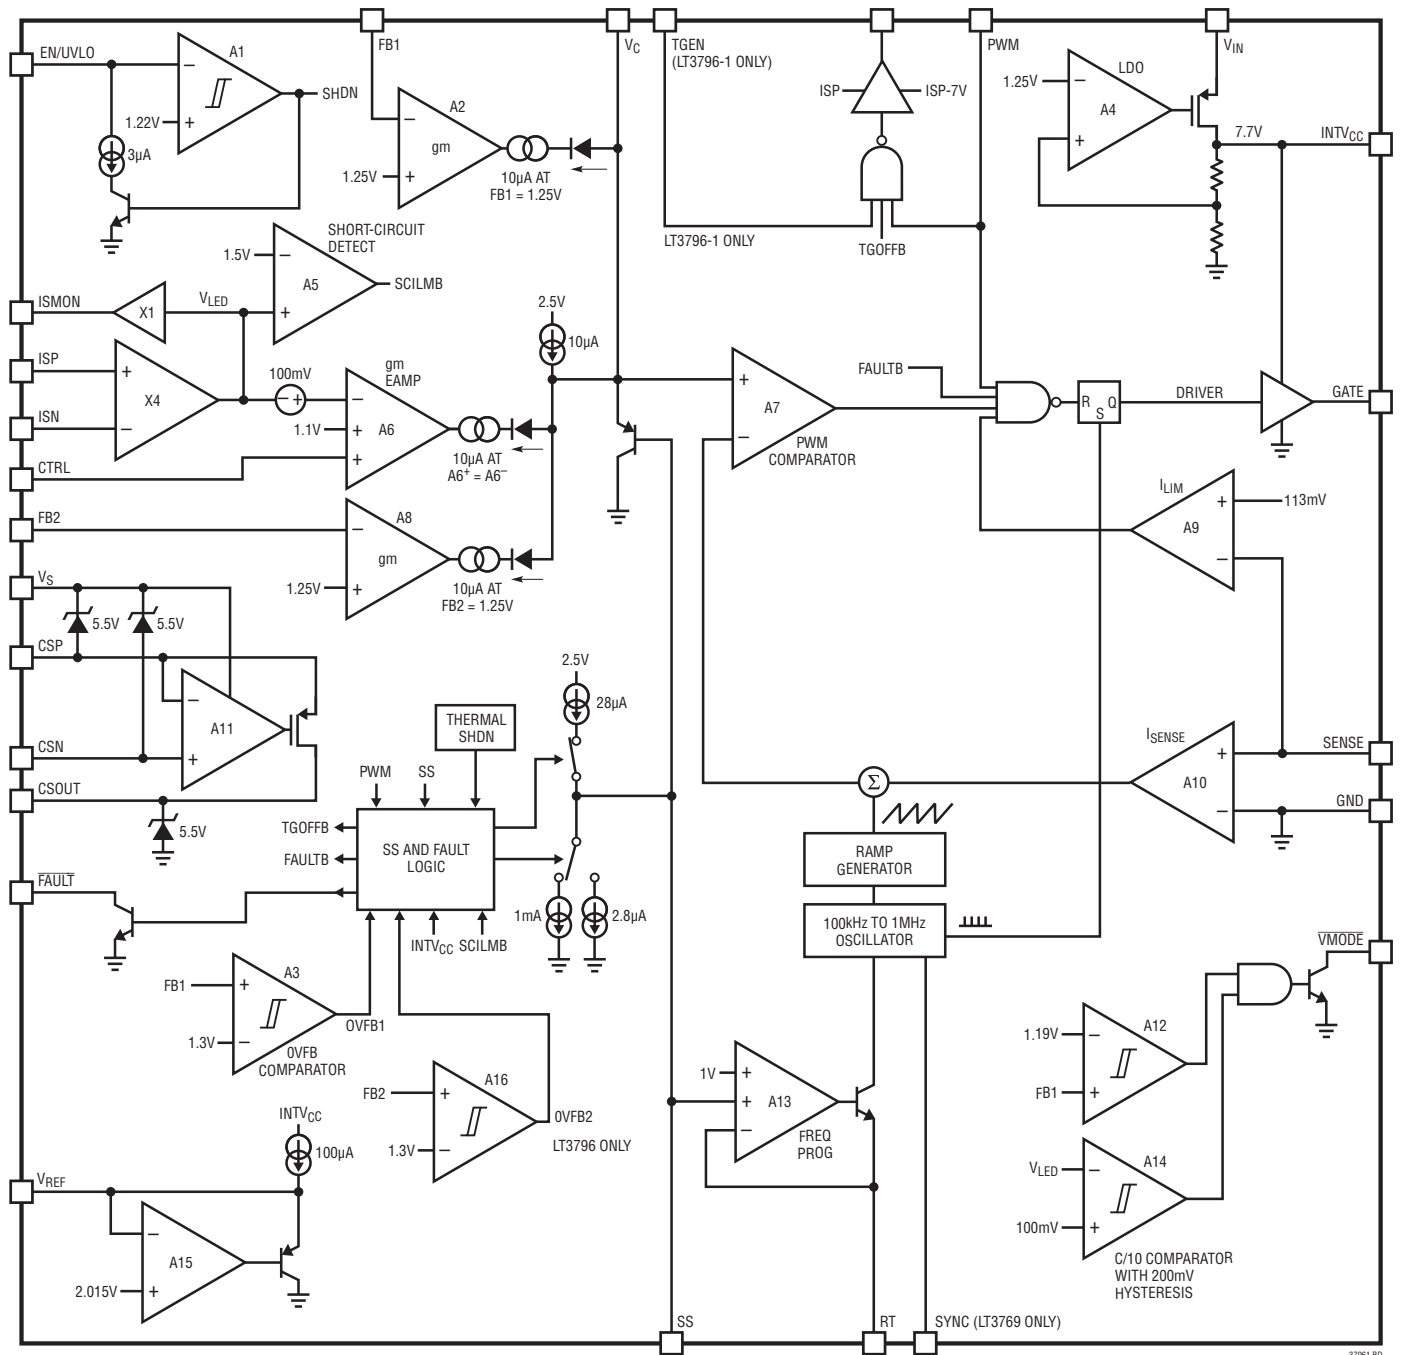 EN/UVLO
FB1
VC
TGEN
(LT3796-1 ONLY)
PWM
VIN
A1
−
+
SHDN
1.22V
3µA
A2
−
gm
+
1.25V
10µA AT
FB1 = 1.25V
ISP
ISP-7V
LT3796-1 ONLY
TGOFFB
LDO
1.25V
−
A4
+
7.7V
INTVCC
SHORT-CIRCUIT
DETECT
1.5V
−
A5
+
SCILMB
ISMON
X1
VLED
ISP
+
X4
ISN
−
100mV
− +
gm
EAMP
−
1.1V
+
A6
+
10µA AT
A6+ = A6−
CTRL
2.5V
10µA
FB2
A8
−
gm
1.25V
+
10µA AT
FB2 = 1.25V
+
A7
−
PWM
COMPARATOR
FAULTB
R
S
Q
DRIVER
GATE
ILIM
+
113mV
A9
−
VS
5.5V
5.5V
CSP
−
A11
+
CSN
CSOUT
5.5V
2.5V
28µA
THERMAL
SHDN
PWM
SS
TGOFFB
FAULTB
SS AND FAULT
LOGIC
1mA
2.8µA
INTVCC
SCILMB
FAULT
ISENSE
+
A10
−
SENSE
GND
Σ
RAMP
GENERATOR
100kHz TO 1MHz
OSCILLATOR
VMODE
A3
FB1
+
1.3V
−
OVFB1
OVFB
COMPARATOR
A16
FB2
+
1.3V
−
OVFB2
LT3796 ONLY
1V
+
+
A13
−
FREQ
PROG
A12
1.19V
−
FB1
+
A14
VLED
−
100mV
+
C/10 COMPARATOR
WITH 200mV
HYSTERESIS
INTVCC
100µA
VREF
−
A15
2.015V
+
SS
RT
SYNC (LT3769 ONLY)
37961 BD